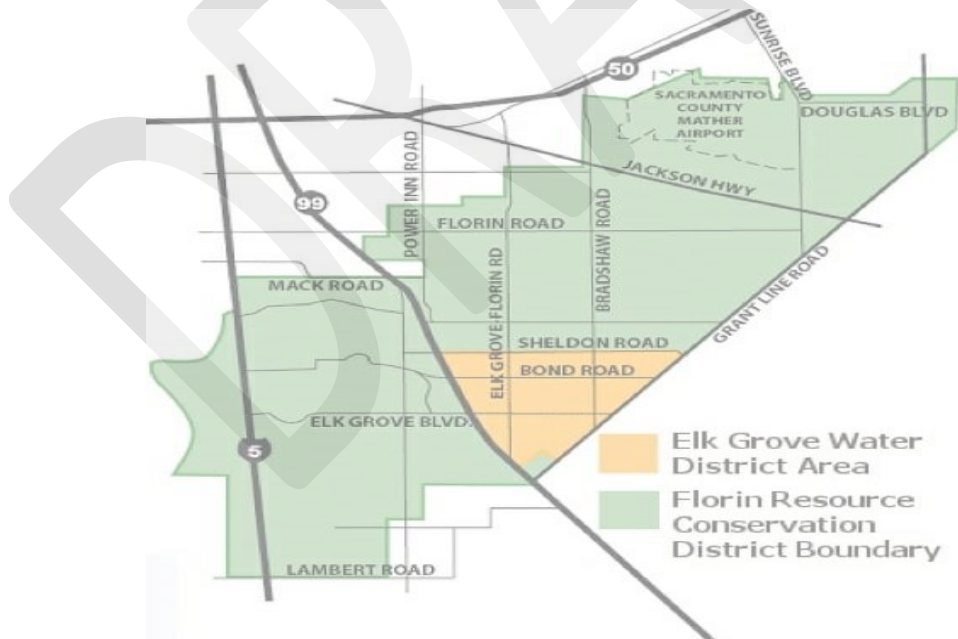 SUNRISE BLVD
50
SACRAMENTO
COUNTY
MATHER
AIRPORT
DOUGLAS BLVD
POWER INN ROAD
JACKSON HWY
99
BRADSHAW ROAD
FLORIN ROAD
ELK GROVE-FLORIN RD
GRANT LINE ROAD
MACK ROAD
SHELDON ROAD
BOND ROAD
ELK GROVE BLVD.
5
Elk Grove Water
District Area
Florin Resource
Conservation
District Boundary
LAMBERT ROAD